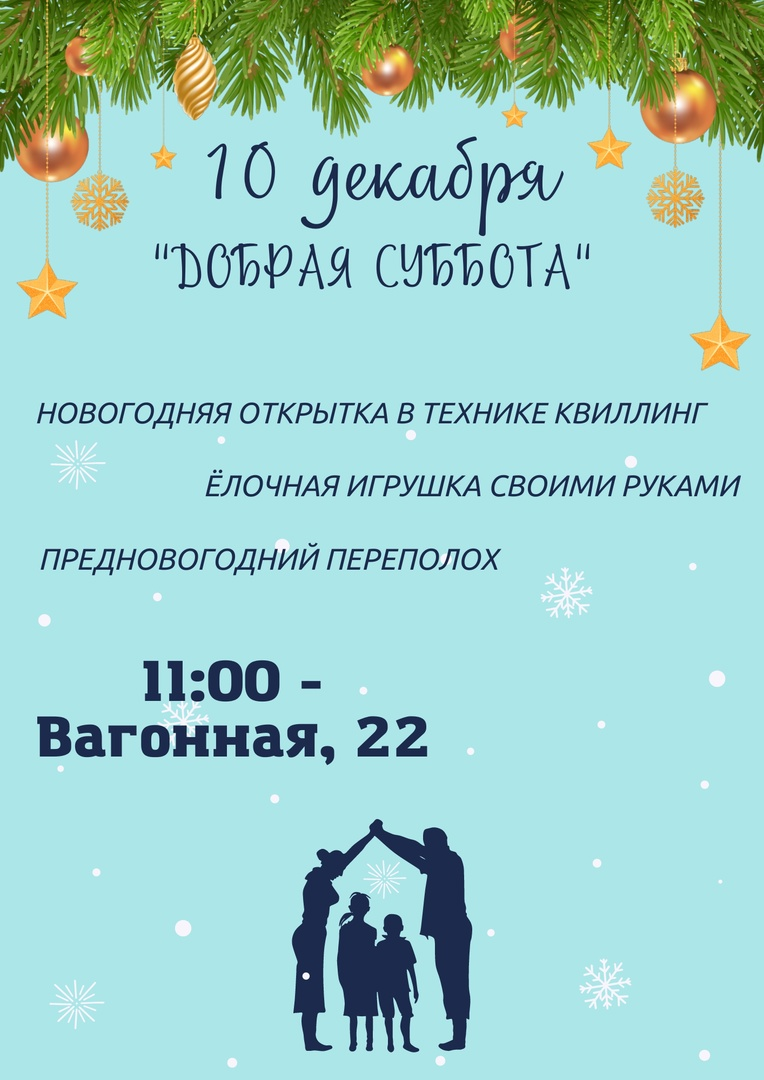 10 декабря
"ДОБРАЯ СУББОТА"
НОВОГОДНЯЯ ОТКРЫТКА В ТЕХНИКЕ КВИЛЛИНГ
ЁЛОЧНАЯ ИГРУШКА СВОИМИ РУКАМИ
ПРЕДНОВОГОДНИЙ ПЕРЕПОЛОХ
11:00 -
Вагонная, 22